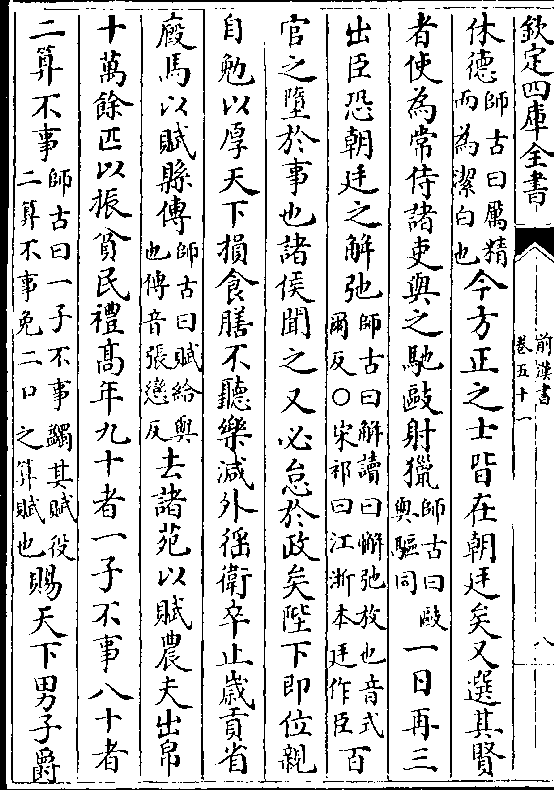 欽定四庫全書
前漢書
卷五十一
八
休德師古曰厲精而為潔白也今方正之士皆在朝廷矣又選其賢
者使為常侍諸吏與之馳敺射獵師古曰敺與驅同一日再三
出臣恐朝廷之解弛師古曰解讀曰懈弛放也音式爾反○宋祁曰江浙本廷作臣百
官之墮於事也諸侯聞之又必怠於政矣陛下即位親
自勉以厚天下損食膳不聽樂減外徭衛卒止歲貢省
廄馬以賦縣傳師古曰賦給與也傳音張戀反去諸苑以賦農夫出帛
十萬餘匹以振貧民禮高年九十者一子不事八十者
二算不事師古曰一子不事蠲其賦役二算不事免二口之算賦也賜天下男子爵